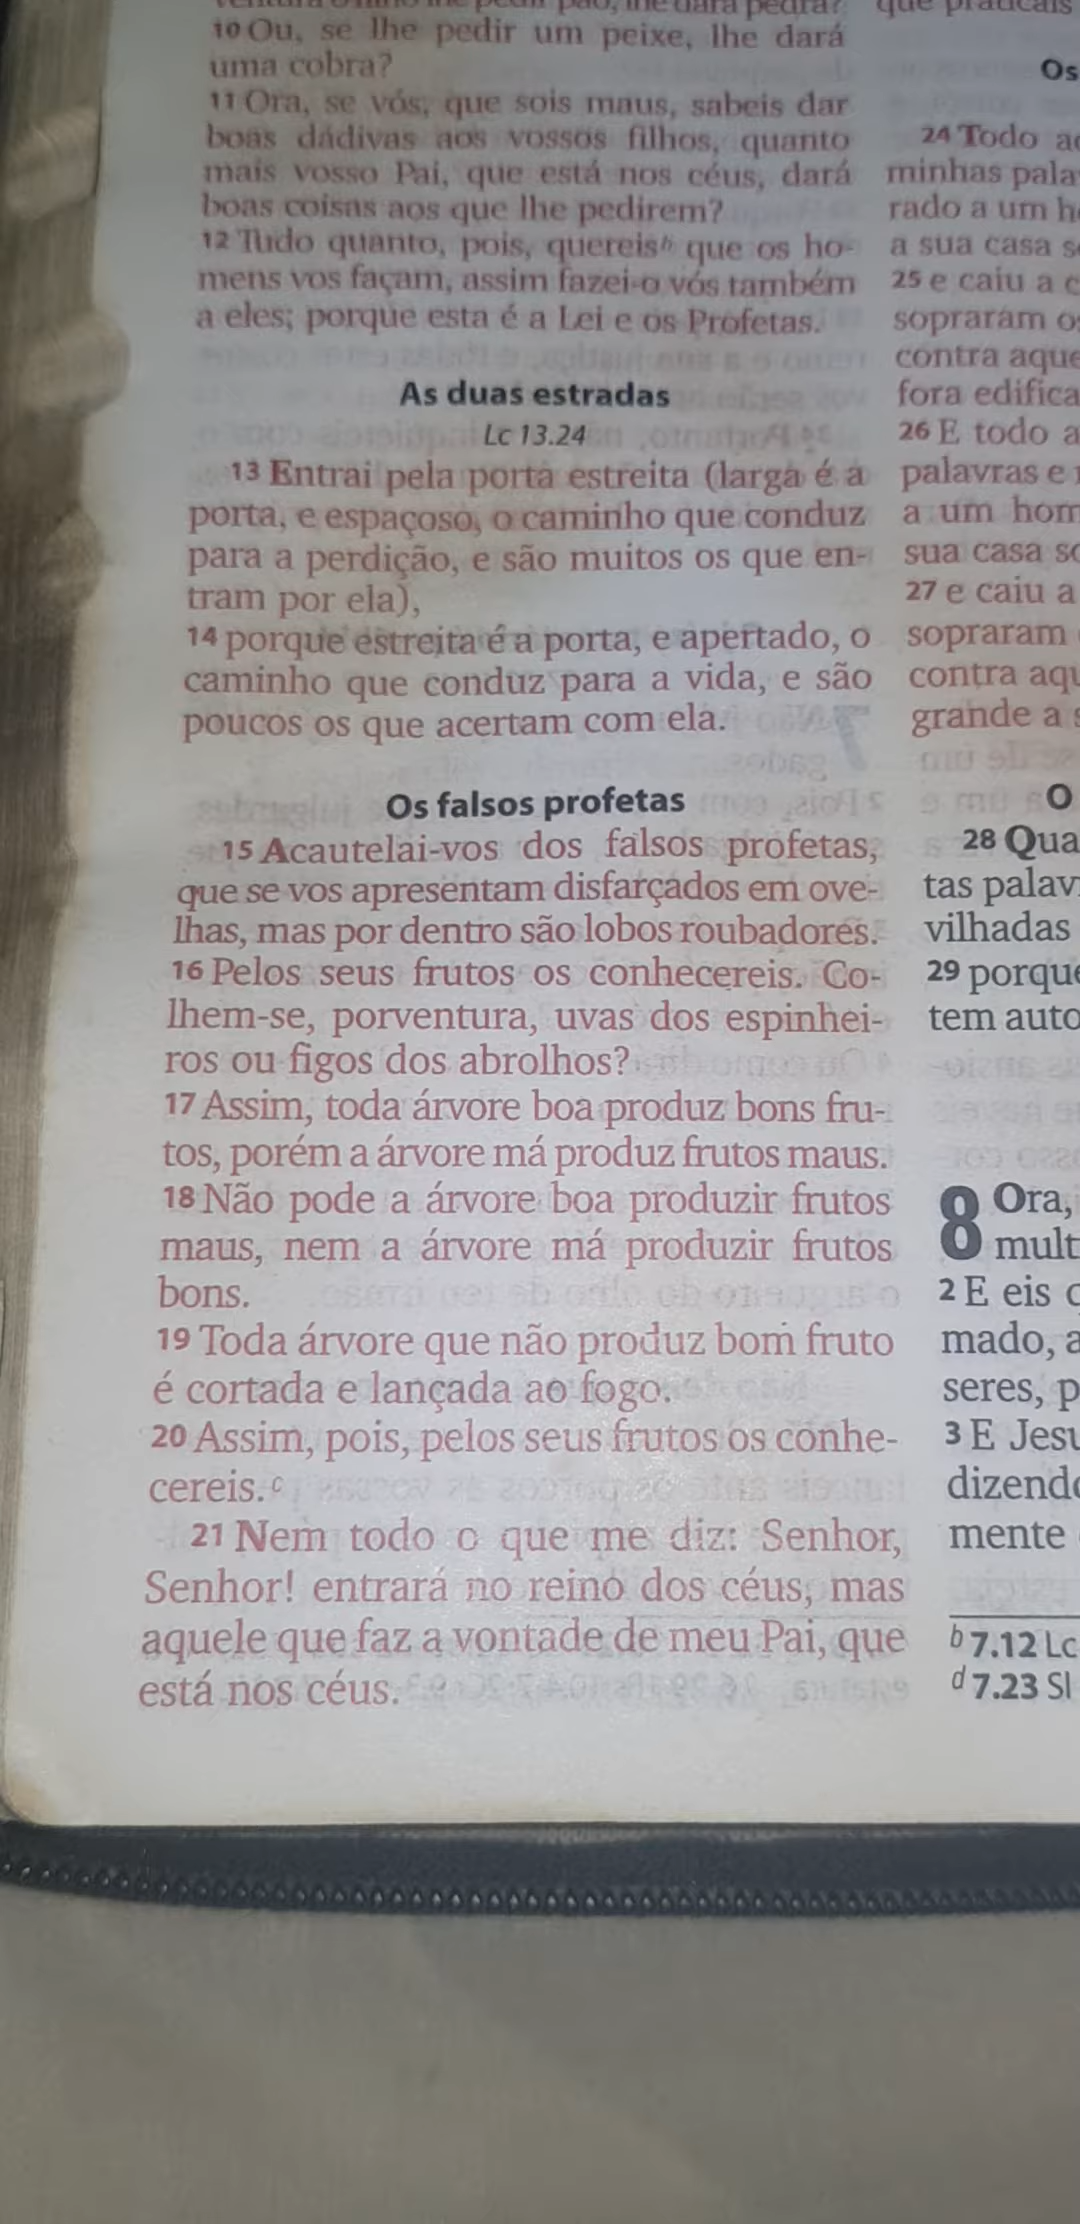 lhe dará pedra?
10 Ou, se lhe pedir um peixe, lhe dará
uma cobra?
11 Ora, se vós, que sois maus, sabeis dar
boas dádivas aos vossos filhos, quanto
mais vosso Pai, que está nos céus, dará
boas coisas aos que lhe pedirem?
12 Tudo quanto, pois, quereis b que os ho-
mens vos façam, assim fazei-o vós também
a eles; porque esta é a Lei e os Profetas.
As duas estradas
Lc 13.24
13 Entrai pela porta estreita (larga é a
porta, e espaçoso, o caminho que conduz
para a perdição, e são muitos os que en-
tram por ela),
14 porque estreita é a porta, e apertado, o
caminho que conduz para a vida, e são
poucos os que acertam com ela.
Os falsos profetas
15 Acautelai-vos dos falsos profetas,
que se vos apresentam disfarçados em ove-
lhas, mas por dentro são lobos roubadores.
16 Pelos seus frutos os conhecereis. Co-
lhem-se, porventura, uvas dos espinhei-
ros ou figos dos abrolhos?
17 Assim, toda árvore boa produz bons fru-
tos, porém a árvore má produz frutos maus.
18 Não pode a árvore boa produzir frutos
maus, nem a árvore má produzir frutos
bons.
19 Toda árvore que não produz bom fruto
é cortada e lançada ao fogo.
20 Assim, pois, pelos seus frutos os conhe-
cereis. c
21 Nem todo o que me diz: Senhor,
Senhor! entrará no reino dos céus, mas
aquele que faz a vontade de meu Pai, que
está nos céus.
que praticais
Os
24 Todo
minhas
rado a um
a sua casa
25 e caiu a
sopraram
contra
fora
26 E todo
palavras e
a um
sua casa
27 e caiu a
sopraram
contra
grande a
O
28
tas
vilhadas
29
tem
8 Ora,
2 E eis
mado,
seres,
3 E
mente
b 7.12 Lc
d 7.23 Sl